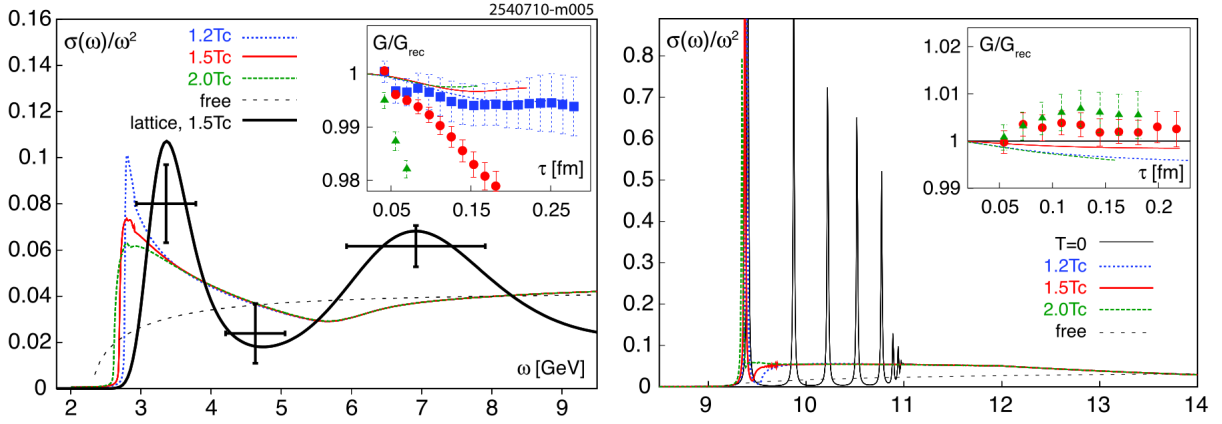 2540710-m005
0.16
0.14
0.12
0.1
0.08
0.06
0.04
0.02
0
σ(ω)/ω²
1.2Tc
1.5Tc
2.0Tc
free
lattice, 1.5Tc
G/G_rec
1
0.99
0.98
τ [fm]
0.05 0.15 0.25
ω [GeV]
2 3 4 5 6 7 8 9
0.8
0.7
0.6
0.5
0.4
0.3
0.2
0.1
0
σ(ω)/ω²
1.02
1.01
1
0.99
G/G_rec
τ [fm]
0.05 0.1 0.15 0.2
T=0
1.2Tc
1.5Tc
2.0Tc
free
9 10 11 12 13 14